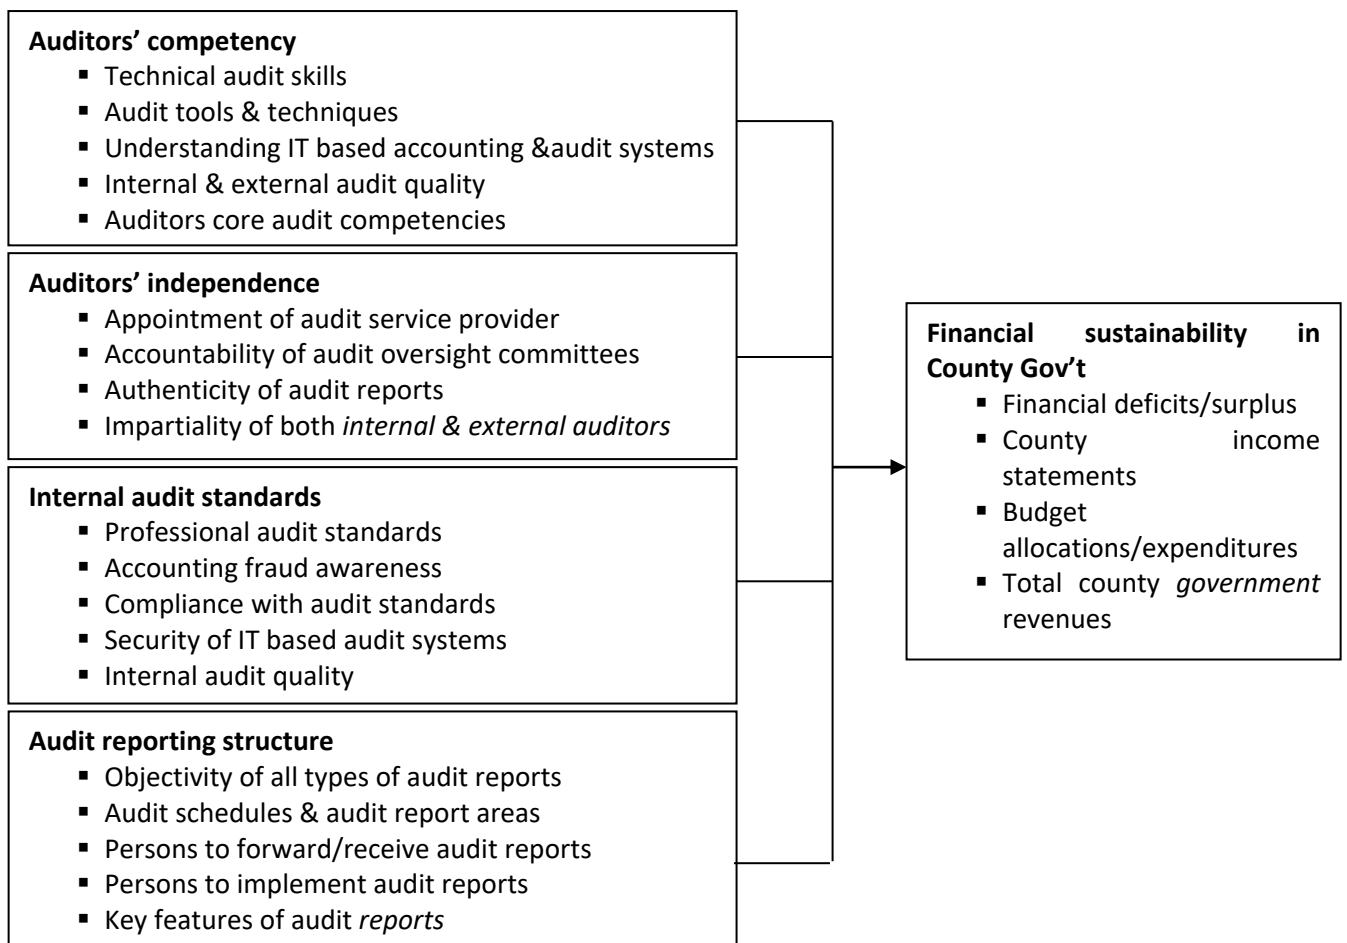 Auditors’ competency
▪ Technical audit skills
▪ Audit tools & techniques
▪ Understanding IT based accounting &audit systems
▪ Internal & external audit quality
▪ Auditors core audit competencies
Auditors’ independence
▪ Appointment of audit service provider
▪ Accountability of audit oversight committees
▪ Authenticity of audit reports
▪ Impartiality of both internal & external auditors
Internal audit standards
▪ Professional audit standards
▪ Accounting fraud awareness
▪ Compliance with audit standards
▪ Security of IT based audit systems
▪ Internal audit quality
Audit reporting structure
▪ Objectivity of all types of audit reports
▪ Audit schedules & audit report areas
▪ Persons to forward/receive audit reports
▪ Persons to implement audit reports
▪ Key features of audit reports
Financial sustainability in
County Gov’t
▪ Financial deficits/surplus
▪ County income
statements
▪ Budget
allocations/expenditures
▪ Total county government
revenues